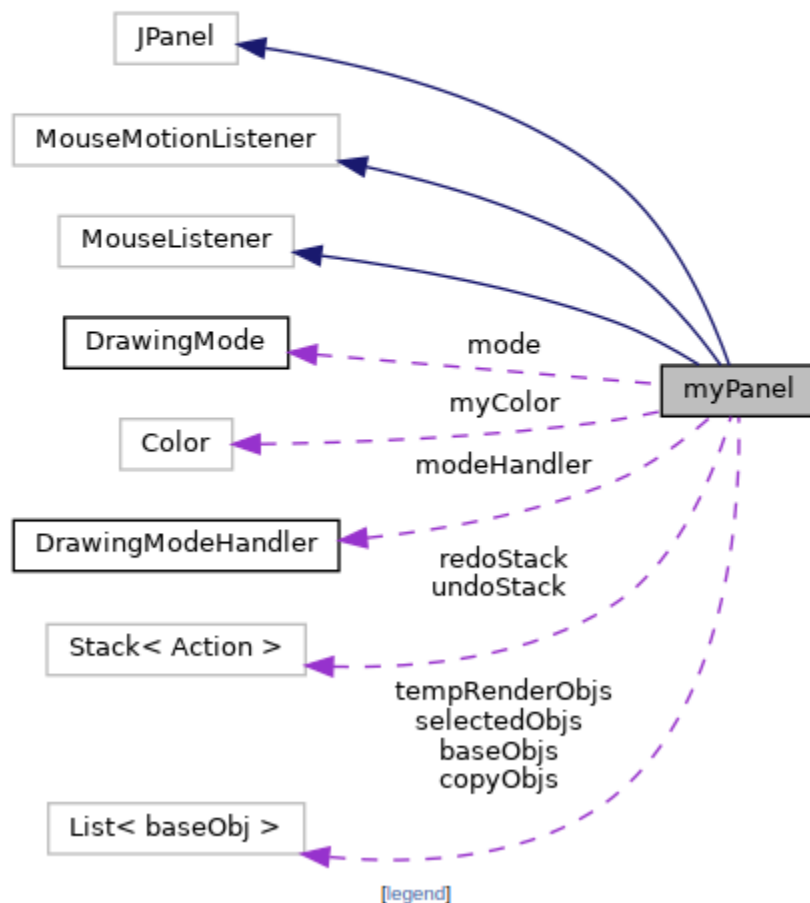 JPanel
MouseMotionListener
MouseListener
DrawingMode
mode
myPanel
myColor
Color
modeHandler
DrawingModeHandler
redoStack
undoStack
Stack< Action >
tempRenderObjs
selectedObjs
baseObjs
copyObjs
List< baseObj >
[legend]